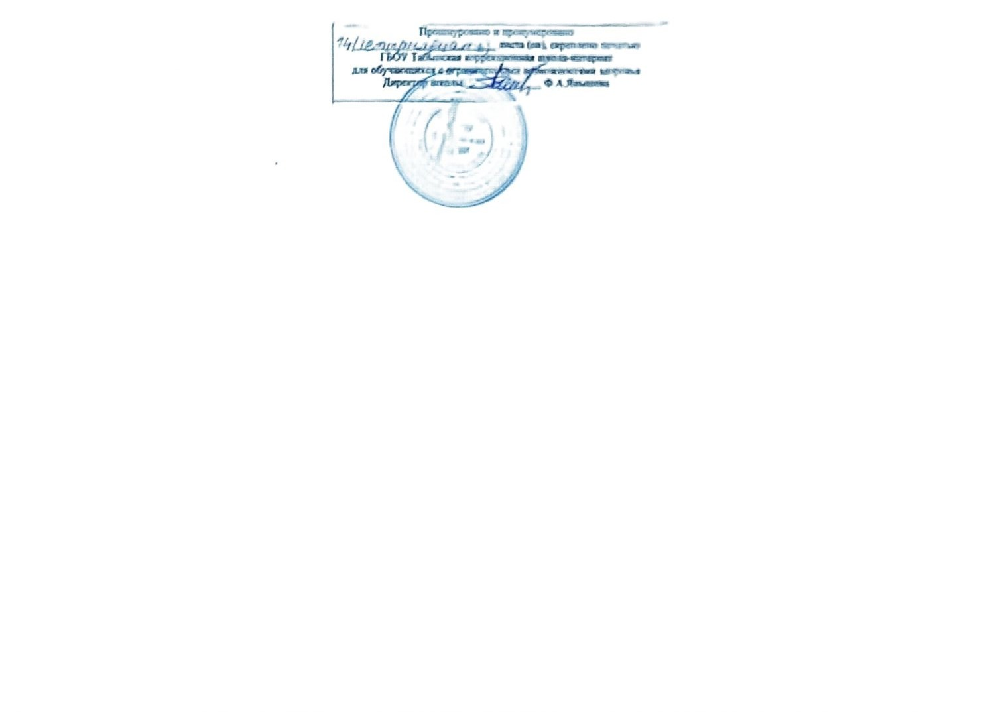 Прошнуровано и пронумеровано
14 (четырнадцать) листа (ов), скреплено печатью
ГБОУ Табынская коррекционная школа-интернат
для обучающихся с ограниченными возможностями здоровья
Директор школы Ф.А.